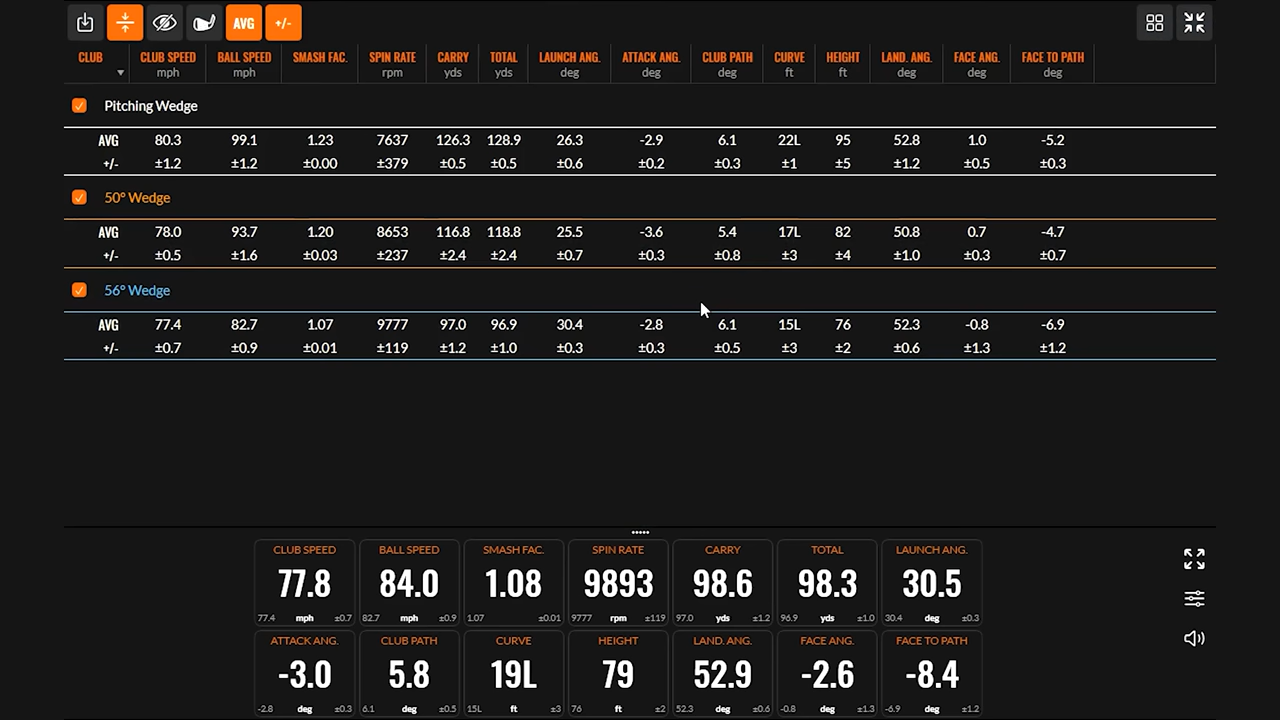 AVG +/-
CLUB CLUB SPEED BALL SPEED SMASH FAC. SPIN RATE CARRY TOTAL LAUNCH ANG. ATTACK ANG. CLUB PATH CURVE HEIGHT LAND. ANG. FACE ANG. FACE TO PATH
mph mph rpm yds yds deg deg deg ft ft deg deg deg
Pitching Wedge
AVG 80.3 99.1 1.23 7637 126.3 128.9 26.3 -2.9 6.1 22L 95 52.8 1.0 -5.2
+/- ±1.2 ±1.2 ±0.00 ±379 ±0.5 ±0.5 ±0.6 ±0.2 ±0.3 ±1 ±5 ±1.2 ±0.5 ±0.3
50° Wedge
AVG 78.0 93.7 1.20 8653 116.8 118.8 25.5 -3.6 5.4 17L 82 50.8 0.7 -4.7
+/- ±0.5 ±1.6 ±0.03 ±237 ±2.4 ±2.4 ±0.7 ±0.3 ±0.8 ±3 ±4 ±1.0 ±0.3 ±0.7
56° Wedge
AVG 77.4 82.7 1.07 9777 97.0 96.9 30.4 -2.8 6.1 15L 76 52.3 -0.8 -6.9
+/- ±0.7 ±0.9 ±0.01 ±119 ±1.2 ±1.0 ±0.3 ±0.3 ±0.5 ±3 ±2 ±0.6 ±1.3 ±1.2
CLUB SPEED BALL SPEED SMASH FAC. SPIN RATE CARRY TOTAL LAUNCH ANG.
77.8 84.0 1.08 9893 98.6 98.3 30.5
77.4 mph ±0.7 82.7 mph ±0.9 1.07 ±0.01 9777 rpm ±119 97.0 yds ±1.2 96.9 yds ±1.0 30.4 deg ±0.3
ATTACK ANG. CLUB PATH CURVE HEIGHT LAND. ANG. FACE ANG. FACE TO PATH
-3.0 5.8 19L 79 52.9 -2.6 -8.4
-2.8 deg ±0.3 6.1 deg ±0.5 15L ft ±3 76 ft ±2 52.3 deg ±0.6 -0.8 deg ±1.3 -6.9 deg ±1.2